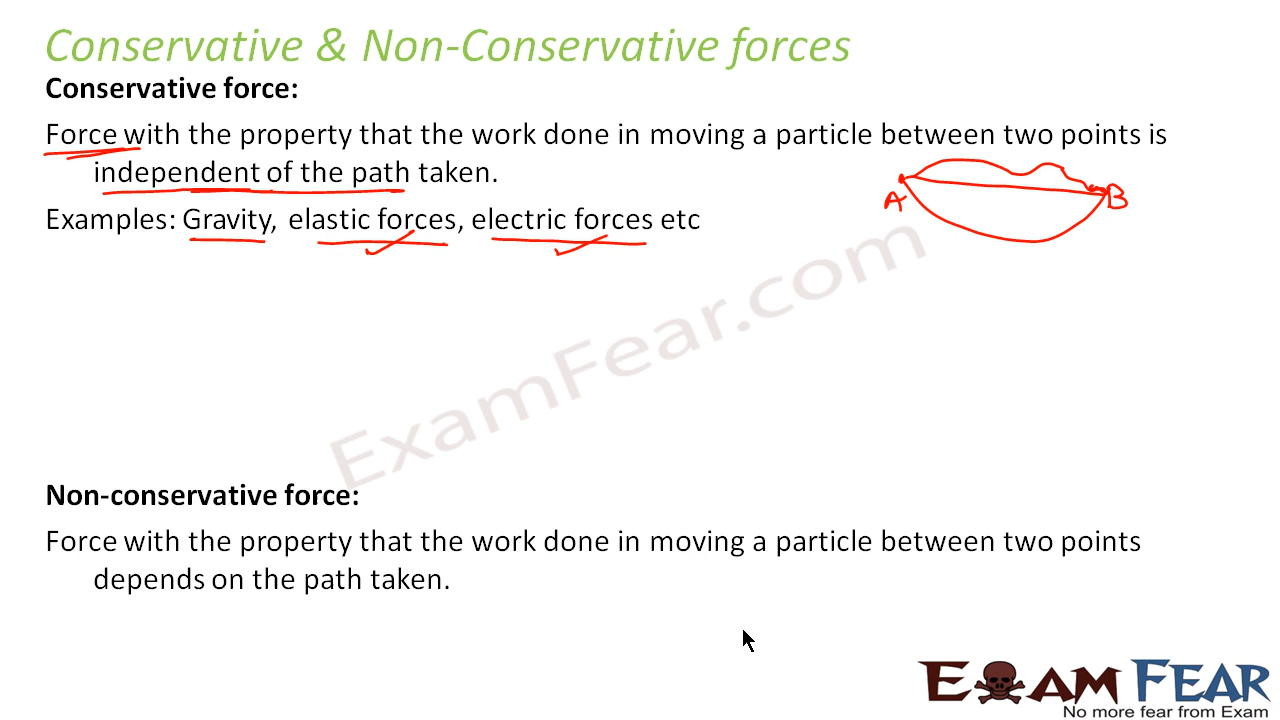 Conservative & Non-Conservative forces
Conservative force:
Force with the property that the work done in moving a particle between two points is
independent of the path taken.
A B
Examples: Gravity, elastic forces, electric forces etc
ExamFear.com
Non-conservative force:
Force with the property that the work done in moving a particle between two points
depends on the path taken.
EXAM FEAR
No more fear from Exam